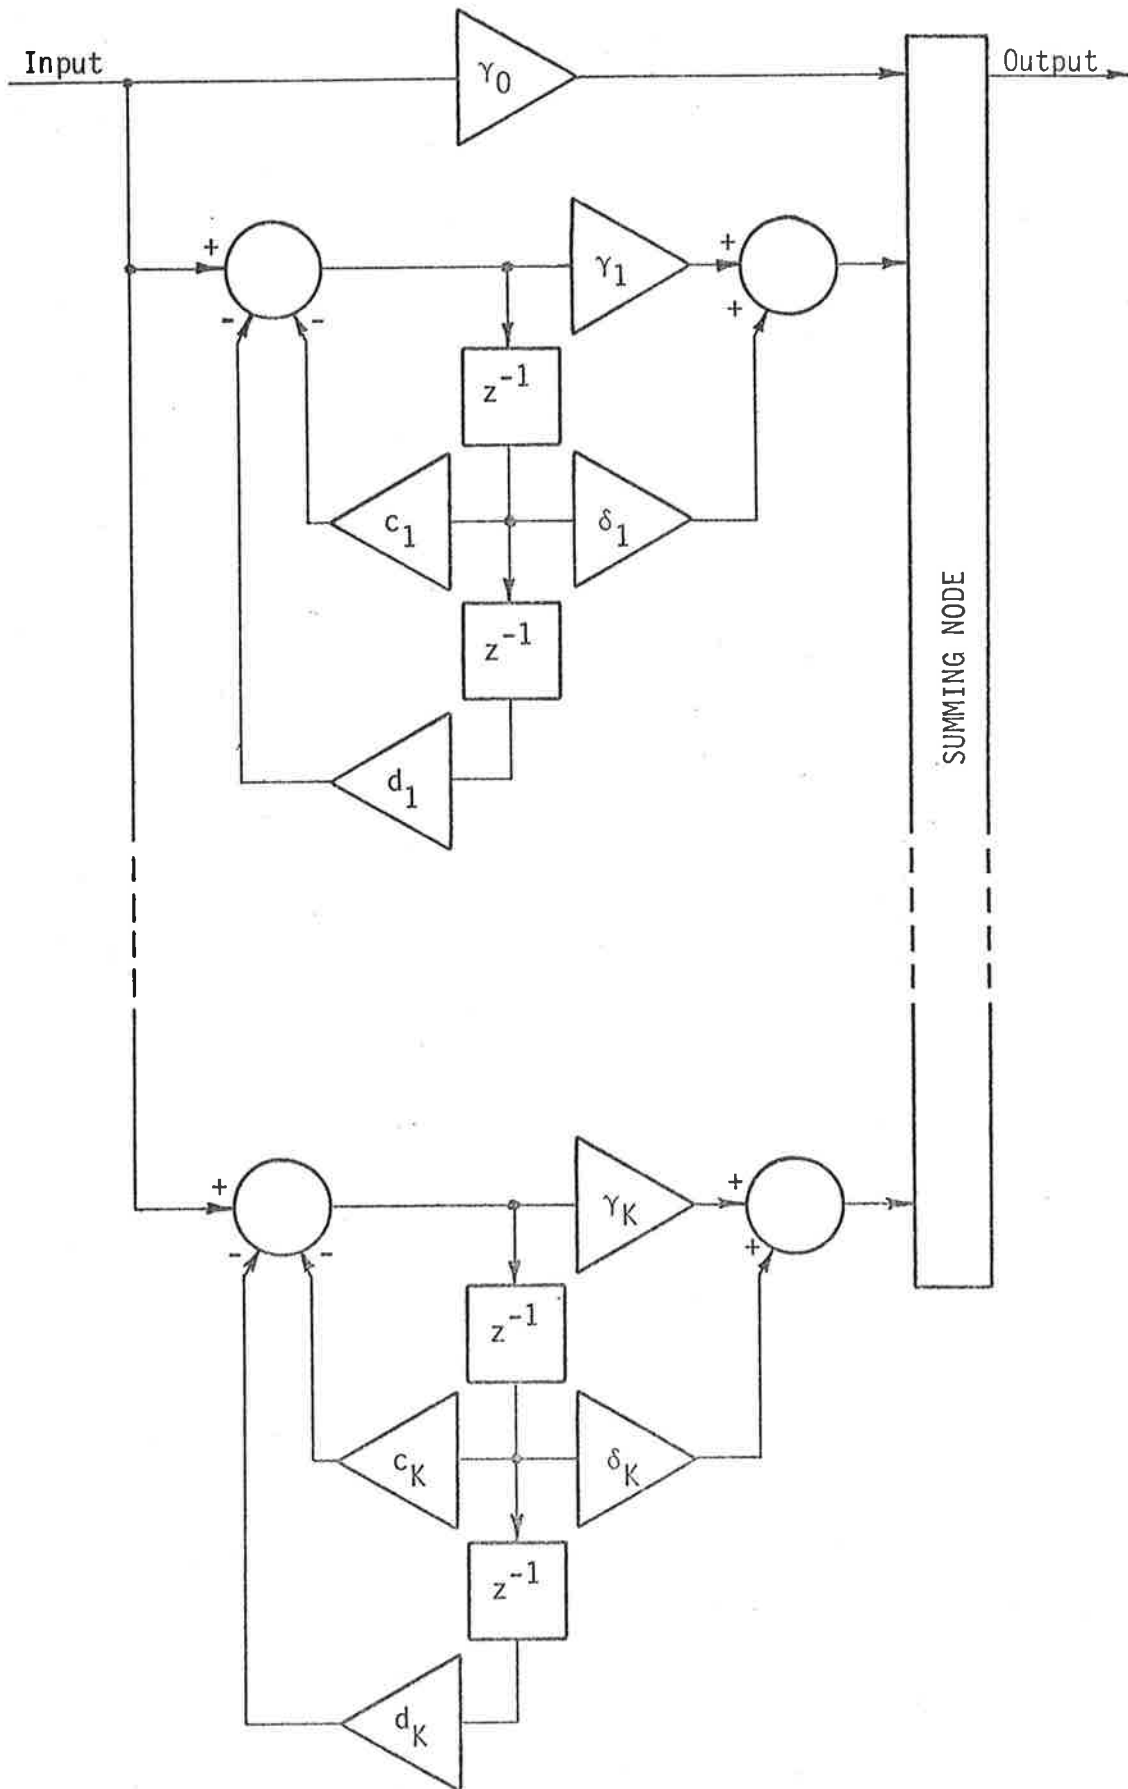 Input
γ0
Output
+
γ1
+
+
-
-
z-1
c1
δ1
z-1
d1
SUMMING NODE
+
γK
+
+
-
-
z-1
cK
δK
z-1
dK